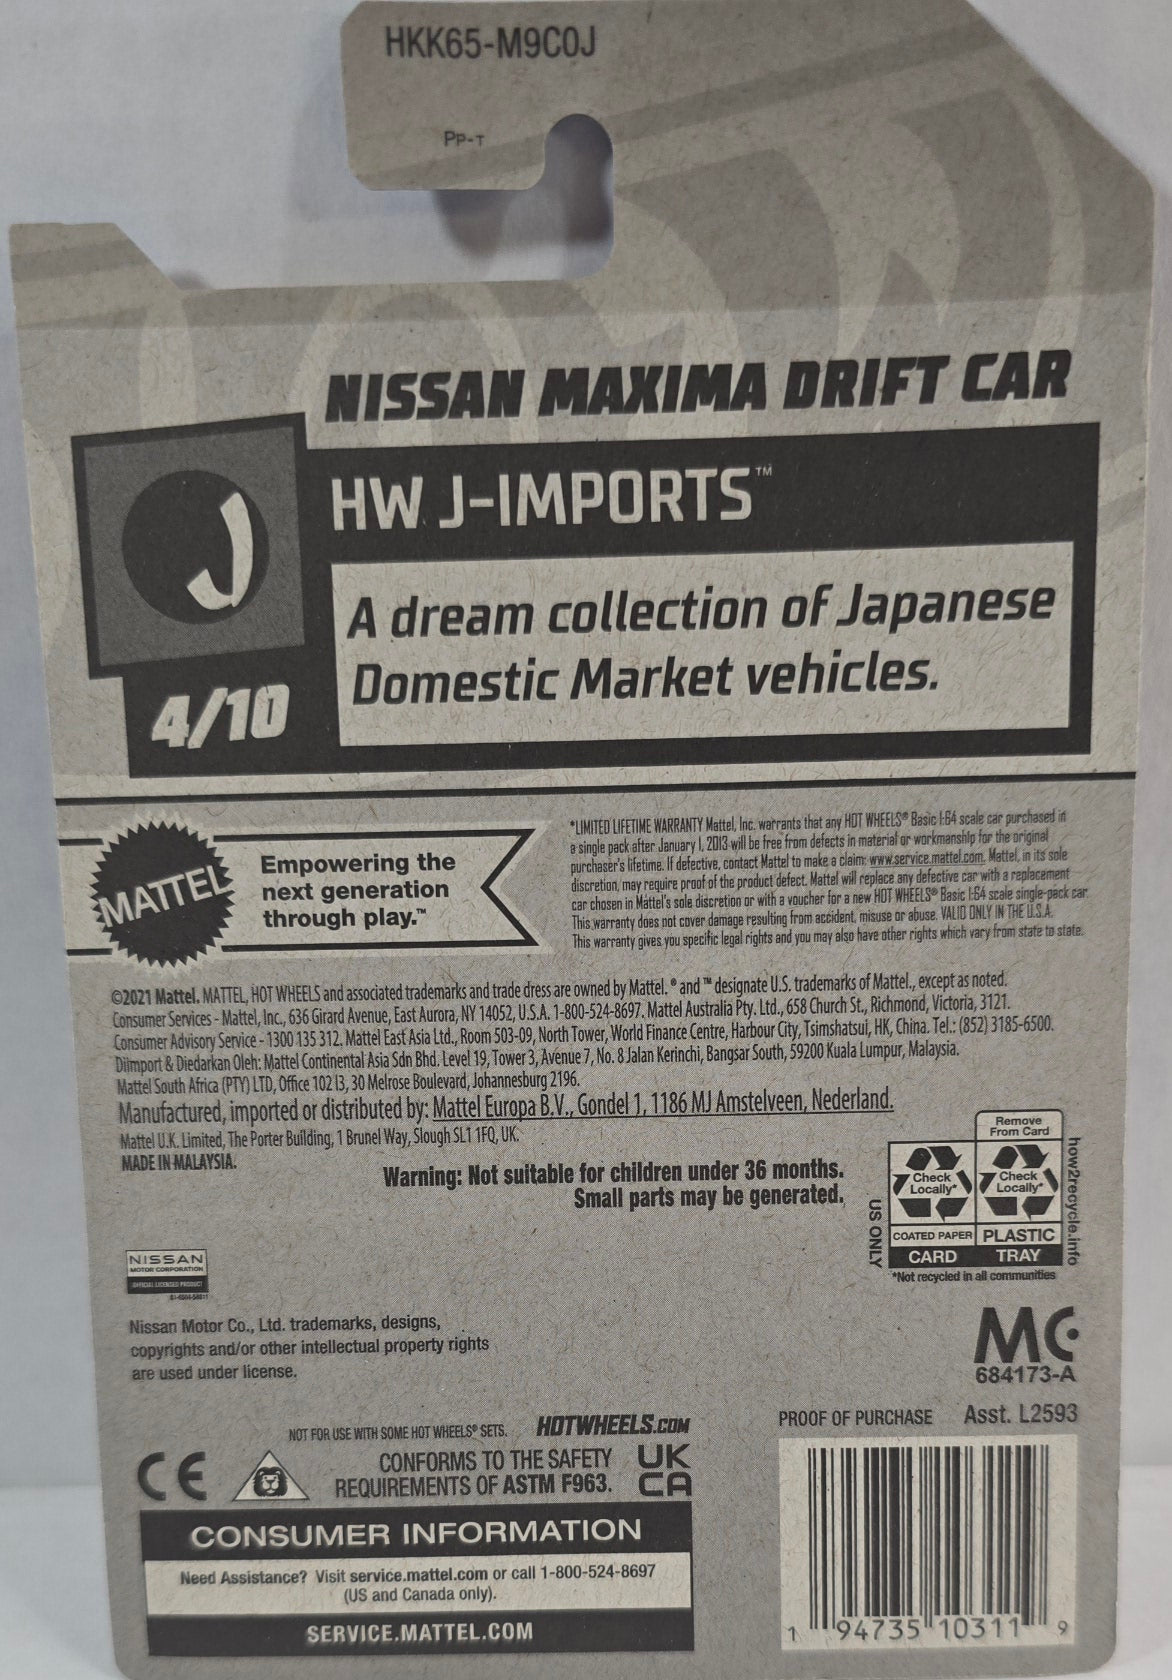 HKK65-M9C0J
PP-T
NISSAN MAXIMA DRIFT CAR
J
HW J-IMPORTS™
A dream collection of Japanese
Domestic Market vehicles.
4/10
MATTEL
Empowering the
next generation
through play.™
*LIMITED LIFETIME WARRANTY Mattel, Inc. warrants that any HOT WHEELS® Basic 1:64 scale car purchased in
a single pack after January 1, 2013 will be free from defects in material or workmanship for the original
purchaser's lifetime. If defective, contact Mattel to make a claim: www.service.mattel.com. Mattel, in its sole
discretion, may require proof of the product defect. Mattel will replace any defective car with a replacement
car chosen in Mattel's sole discretion or with a voucher for a new HOT WHEELS® Basic 1:64 scale single-pack car.
This warranty does not cover damage resulting from accident, misuse or abuse. VALID ONLY IN THE U.S.A.
This warranty gives you specific legal rights and you may also have other rights which vary from state to state.
©2021 Mattel. MATTEL, HOT WHEELS and associated trademarks and trade dress are owned by Mattel. ® and ™ designate U.S. trademarks of Mattel., except as noted.
Consumer Services - Mattel, Inc., 636 Girard Avenue, East Aurora, NY 14052, U.S.A. 1-800-524-8697. Mattel Australia Pty. Ltd., 658 Church St., Richmond, Victoria, 3121.
Consumer Advisory Service - 1300 135 312. Mattel East Asia Ltd., Room 503-09, North Tower, World Finance Centre, Harbour City, Tsimshatsui, HK, China. Tel.: (852) 3185-6500.
Diimport & Diedarkan Oleh: Mattel Continental Asia Sdn Bhd. Level 19, Tower 3, Avenue 7, No. 8 Jalan Kerinchi, Bangsar South, 59200 Kuala Lumpur, Malaysia.
Mattel South Africa (PTY) LTD, Office 102 I3, 30 Melrose Boulevard, Johannesburg 2196.
Manufactured, imported or distributed by: Mattel Europa B.V., Gondel 1, 1186 MJ Amstelveen, Nederland.
Mattel U.K. Limited, The Porter Building, 1 Brunel Way, Slough SL1 1FQ, UK.
MADE IN MALAYSIA.
Warning: Not suitable for children under 36 months.
Small parts may be generated.
US ONLY
Remove
From Card
Check
Locally*
Check
Locally*
COATED PAPER
PLASTIC
CARD
TRAY
how2recycle.info
*Not recycled in all communities
NISSAN
MOTOR CORPORATION
OFFICIAL LICENSED PRODUCT
Nissan Motor Co., Ltd. trademarks, designs,
copyrights and/or other intellectual property rights
are used under license.
MC
684173-A
NOT FOR USE WITH SOME HOT WHEELS® SETS.
HOTWHEELS.COM
PROOF OF PURCHASE
Asst. L2593
CE
CONFORMS TO THE SAFETY
REQUIREMENTS OF ASTM F963.
UK
CA
CONSUMER INFORMATION
Need Assistance? Visit service.mattel.com or call 1-800-524-8697
(US and Canada only).
SERVICE.MATTEL.COM
1 94735 10311 9